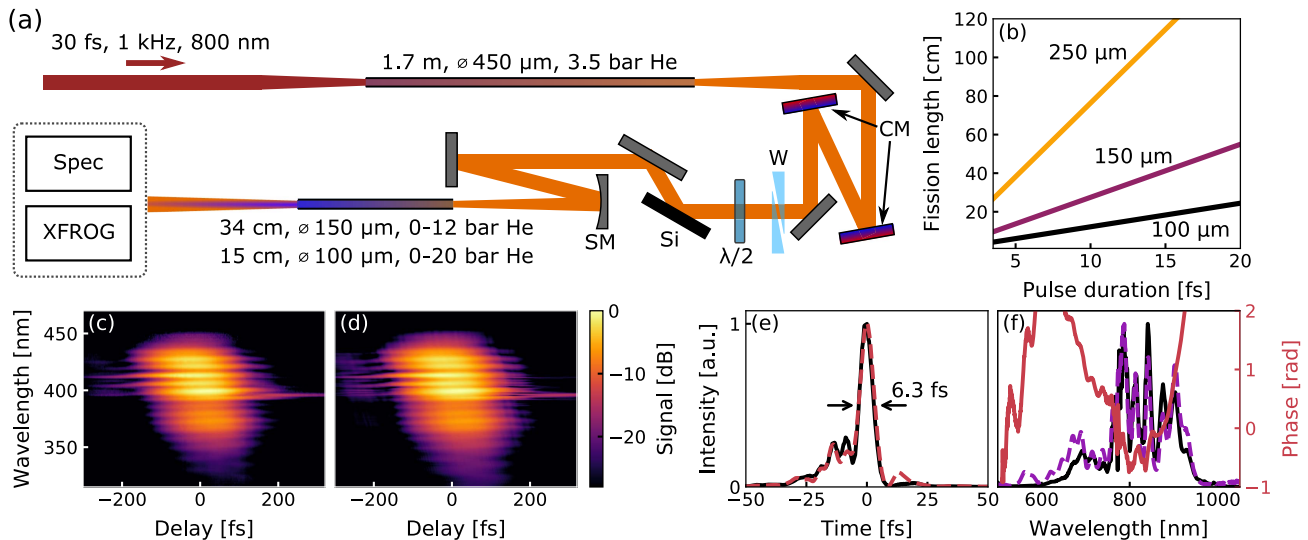 (a)
30 fs, 1 kHz, 800 nm
1.7 m, ⌀ 450 μm, 3.5 bar He
CM
W
Spec
XFROG
34 cm, ⌀ 150 μm, 0-12 bar He
15 cm, ⌀ 100 μm, 0-20 bar He
SM
Si
λ/2
(b)
Fission length [cm]
120
100
80
60
40
20
250 μm
150 μm
100 μm
5
10
15
20
Pulse duration [fs]
(c)
Wavelength [nm]
450
400
350
−200
0
200
Delay [fs]
(d)
−200
0
200
Delay [fs]
0
−10
−20
Signal [dB]
(e)
Intensity [a.u.]
1
0
6.3 fs
−50
−25
0
25
50
Time [fs]
(f)
600
800
1000
Wavelength [nm]
2
1
0
−1
Phase [rad]